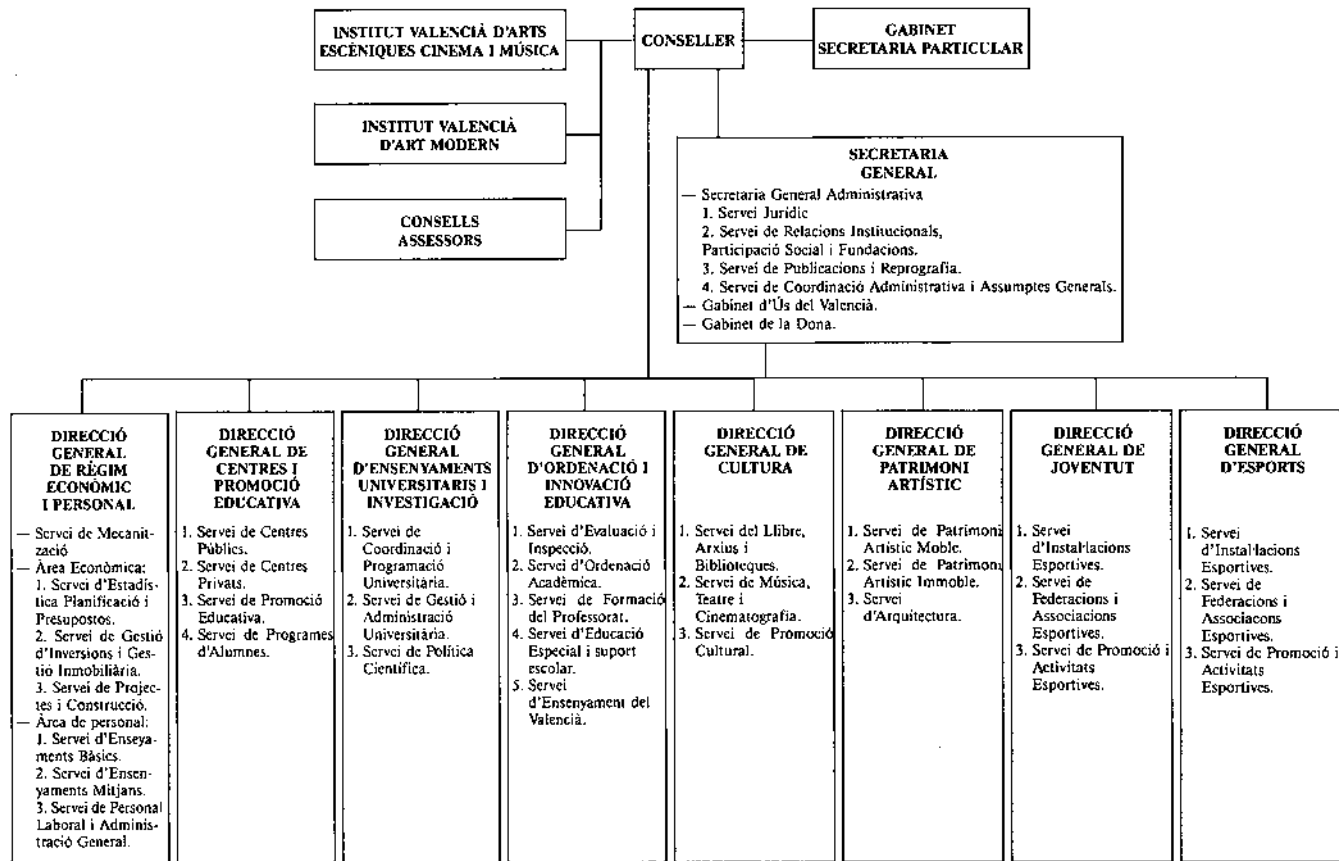 INSTITUT VALENCIÀ D'ARTS
ESCÈNIQUES CINEMA I MÚSICA
CONSELLER
GABINET
SECRETARIA PARTICULAR
INSTITUT VALENCIÀ
D'ART MODERN
CONSELLS
ASSESSORS
SECRETARIA
GENERAL
— Secretaria General Administrativa
1. Servei Jurídic
2. Servei de Relacions Institucionals,
Participació Social i Fundacions.
3. Servei de Publicacions i Reprografia.
4. Servei de Coordinació Administrativa i Assumptes Generals.
— Gabinet d'Ús del Valencià.
— Gabinet de la Dona.
DIRECCIÓ
GENERAL
DE RÈGIM
ECONÒMIC
I PERSONAL
— Servei de Mecanit-
zació
— Àrea Econòmica:
1. Servei d'Estadís-
tica Planificació i
Presupostos.
2. Servei de Gestió
d'Inversions i Ges-
tió Inmobiliària.
3. Servei de Projec-
tes i Construcció.
— Àrea de personal:
1. Servei d'Enseya-
ments Bàsics.
2. Servei d'Ensen-
yaments Mitjans.
3. Servei de Personal
Laboral i Adminis-
tració General.
DIRECCIÓ
GENERAL DE
CENTRES I
PROMOCIÓ
EDUCATIVA
1. Servei de Centres
Públics.
2. Servei de Centres
Privats.
3. Servei de Promoció
Educativa.
4. Servei de Programes
d'Alumnes.
DIRECCIÓ
GENERAL
D'ENSENYAMENTS
UNIVERSITARIS I
INVESTIGACIÓ
1. Servei de
Coordinació i
Programació
Universitària.
2. Servei de Gestió i
Administració
Universitària.
3. Servei de Política
Científica.
DIRECCIÓ
GENERAL
D'ORDENACIÓ I
INNOVACIÓ
EDUCATIVA
1. Servei d'Evaluació i
Inspecció.
2. Servei d'Ordenació
Acadèmica.
3. Servei de Formació
del Professorat.
4. Servei d'Educació
Especial i suport
escolar.
5. Servei
d'Ensenyament del
Valencià.
DIRECCIÓ
GENERAL DE
CULTURA
1. Servei del Llibre,
Arxius i
Biblioteques.
2. Servei de Música,
Teatre i
Cinematografia.
3. Servei de Promoció
Cultural.
DIRECCIÓ
GENERAL DE
PATRIMONI
ARTÍSTIC
1. Servei de Patrimoni
Artístic Moble.
2. Servei de Patrimoni
Artístic Immoble.
3. Servei
d'Arquitectura.
DIRECCIÓ
GENERAL DE
JOVENTUT
1. Servei
d'Instal·lacions
Esportives.
2. Servei de
Federacions i
Associacions
Esportives.
3. Servei de Promoció i
Activitats
Esportives.
DIRECCIÓ
GENERAL
D'ESPORTS
1. Servei
d'Instal·lacions
Esportives.
2. Servei de
Federacions i
Associacons
Esportives.
3. Servei de Promoció i
Activitats
Esportives.